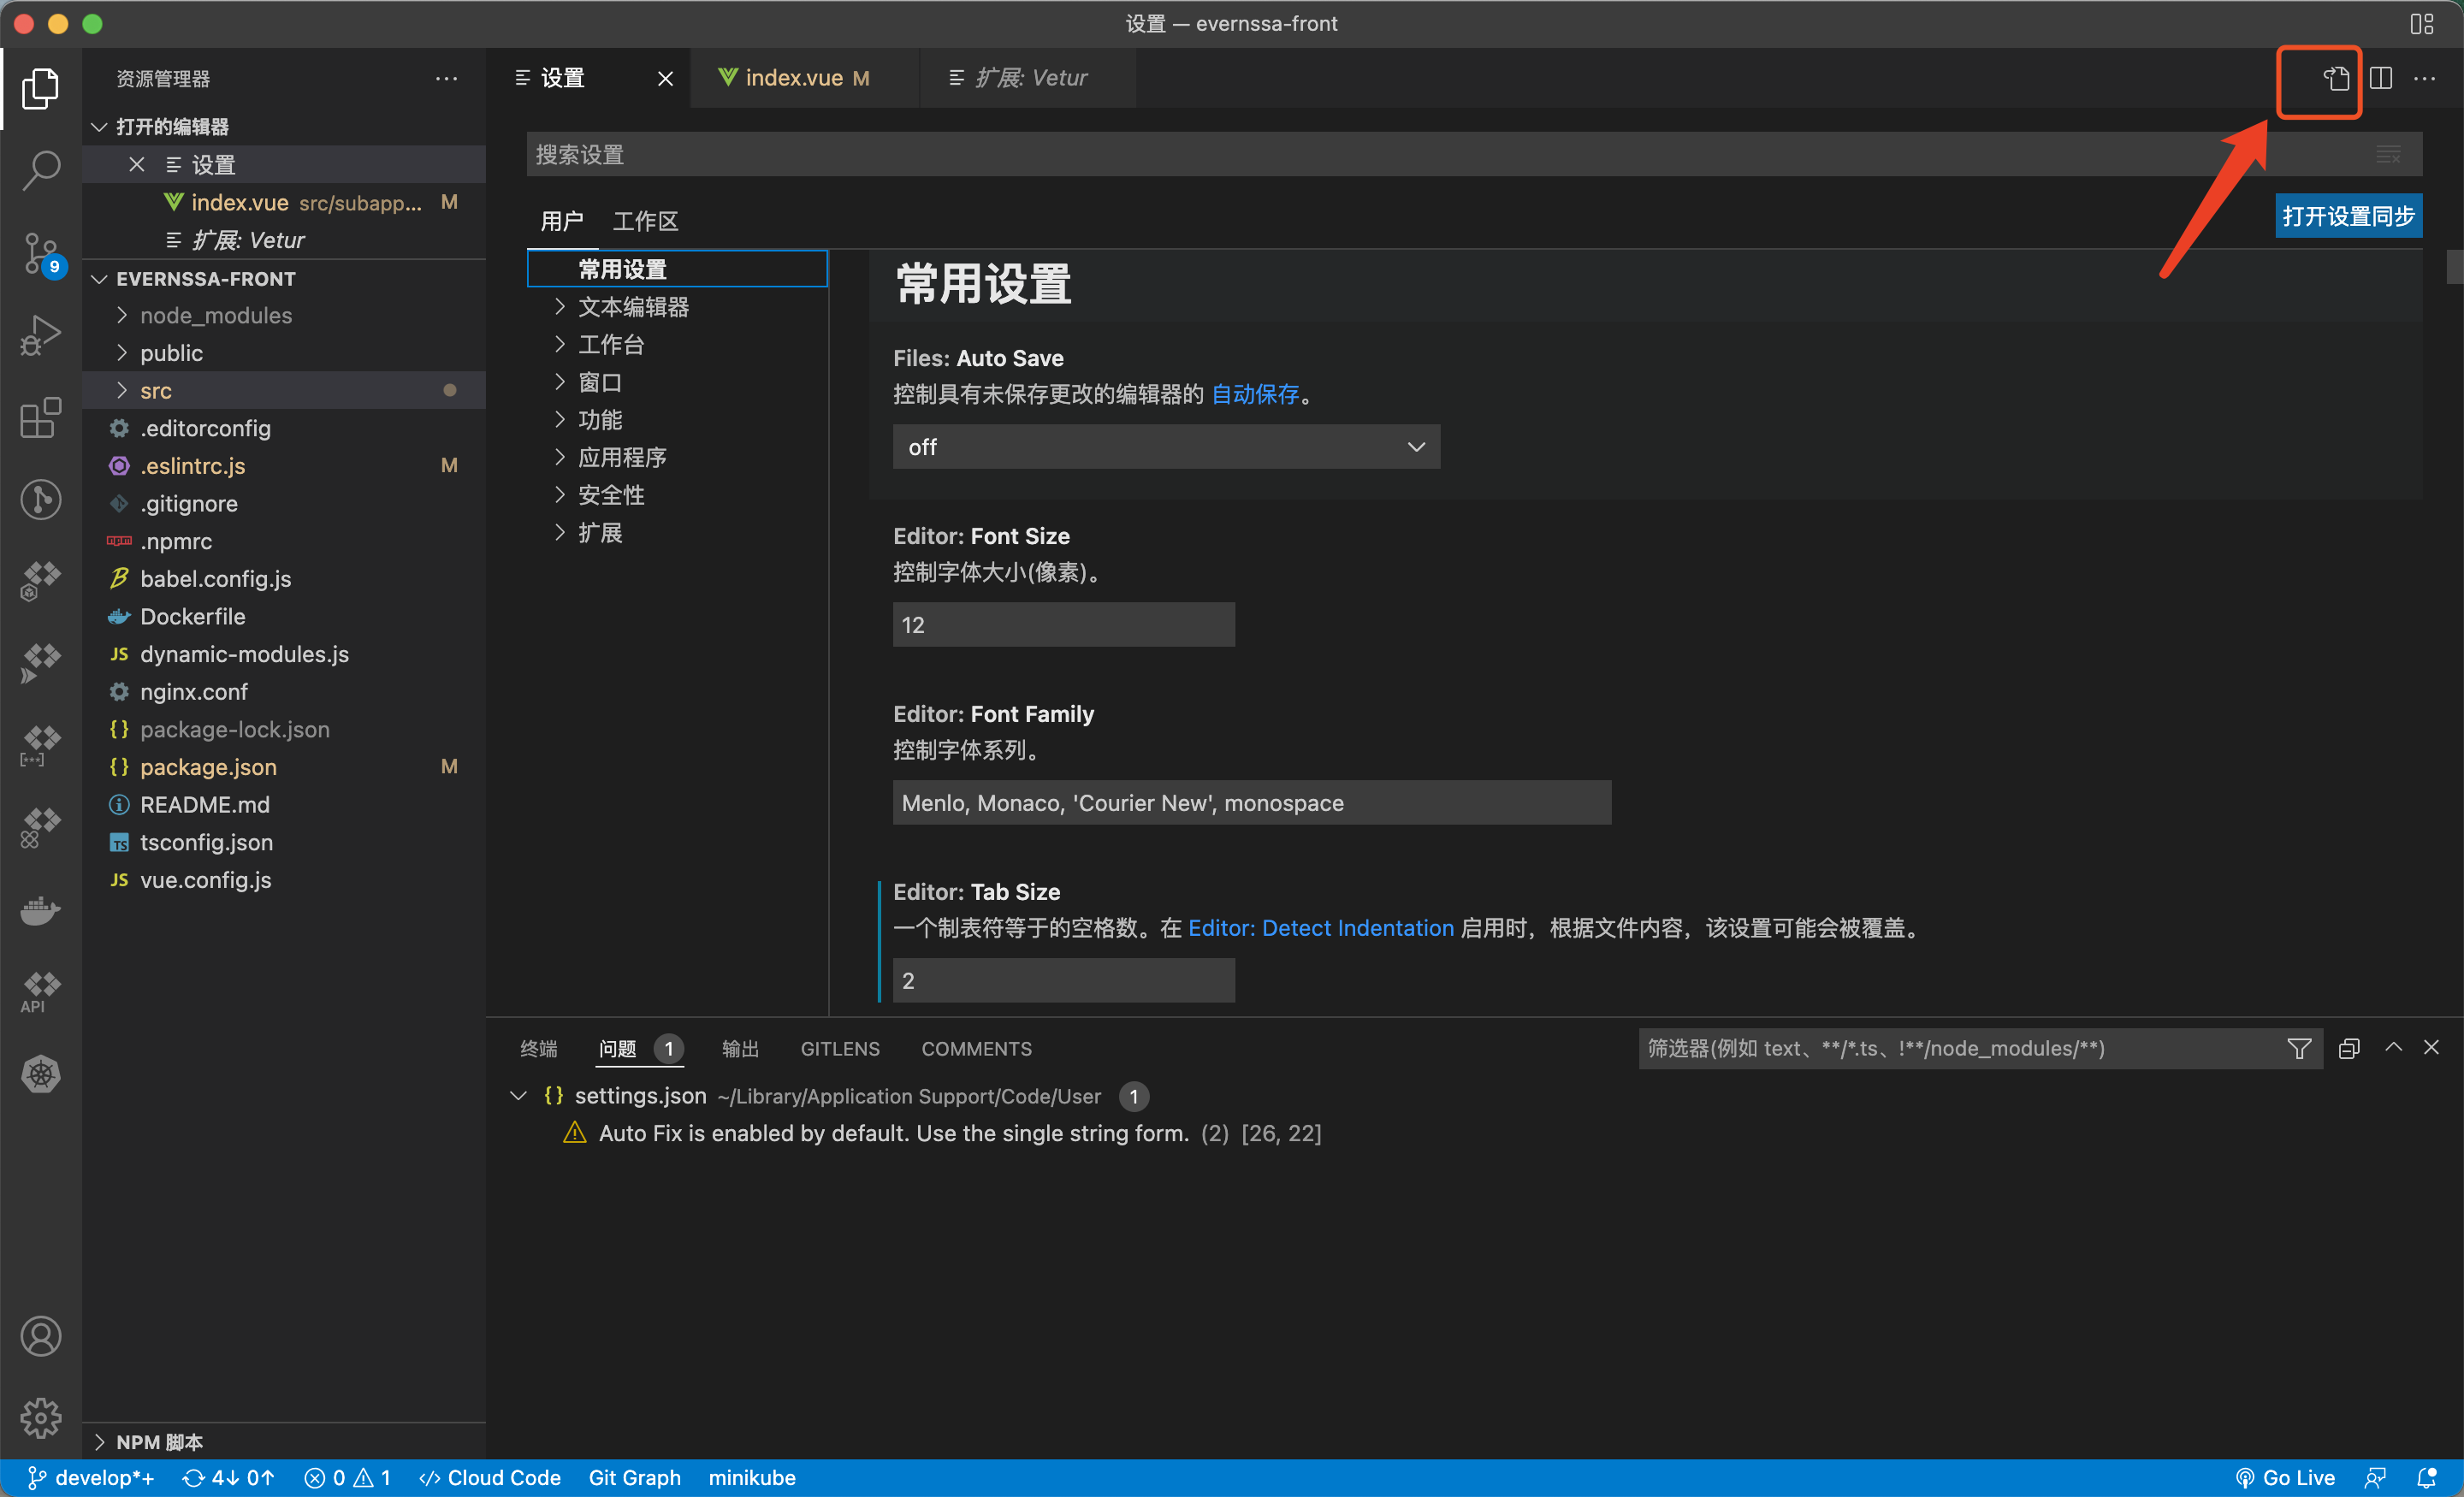 设置 — evernssa-front
资源管理器
打开的编辑器
设置
index.vue src/subapp... M
扩展: Vetur
EVERNSSA-FRONT
node_modules
public
src
.editorconfig
.eslintrc.js M
.gitignore
.npmrc
babel.config.js
Dockerfile
JS dynamic-modules.js
nginx.conf
{} package-lock.json
{} package.json M
README.md
TS tsconfig.json
JS vue.config.js
NPM 脚本
9
API
设置
index.vue M
扩展: Vetur
搜索设置
用户 工作区
打开设置同步
常用设置
文本编辑器
工作台
窗口
功能
应用程序
安全性
扩展
常用设置
Files: Auto Save
控制具有未保存更改的编辑器的 自动保存。
off
Editor: Font Size
控制字体大小(像素)。
12
Editor: Font Family
控制字体系列。
Menlo, Monaco, 'Courier New', monospace
Editor: Tab Size
一个制表符等于的空格数。在 Editor: Detect Indentation 启用时，根据文件内容，该设置可能会被覆盖。
2
终端 问题 1 输出 GITLENS COMMENTS
筛选器(例如 text、**/*.ts、!**/node_modules/**)
{} settings.json ~/Library/Application Support/Code/User 1
Auto Fix is enabled by default. Use the single string form. (2) [26, 22]
develop*+ 4↓ 0↑ 0 1 Cloud Code Git Graph minikube Go Live